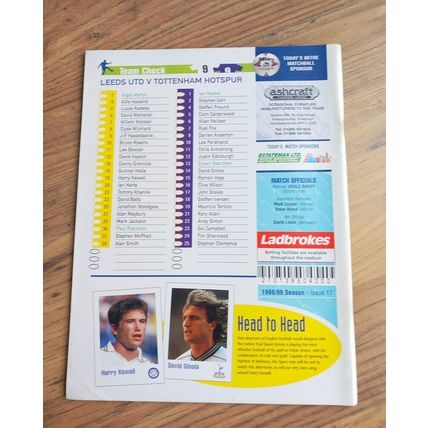 Team Check 9
LEEDS UTD V TOTTENHAM HOTSPUR
Nigel Martyn
Alfie Haaland
Lucas Radebe
David Wetherall
Willem Korsten
Clyde Wijnhard
J-F Hasselbaink
Bruno Ribeiro
Lee Bowyer
David Hopkin
Danny Granville
Gunnar Halle
Harry Kewell
Ian Harte
Tommy Knarvik
David Batty
Jonathon Woodgate
Alan Maybury
Mark Jackson
Paul Robinson
Stephen McPhail
Alan Smith
Ian Walker
Stephen Carr
Steffen Freund
Colin Calderwood
Allan Neilsen
Ruel Fox
Darren Anderton
Les Ferdinand
Chris Armstrong
Justin Edinburgh
Espen Baardsen
David Ginola
Ramon Vega
Clive Wilson
John Scales
Steffen Iversen
Mauricio Taricco
Rory Allen
Andy Sinton
Sol Campbell
Tim Sherwood
Stephen Clemence
TODAY'S MITRE
MATCHBALL
SPONSOR
ashcraft
OCCASIONAL FURNITURE
MANUFACTURERS TO THE TRADE
TODAY'S MATCH SPONSORS
ESTATEMAN LTD
MATCH OFFICIALS
Ladbrokes
Betting facilities are available
throughout the stadium
1998/99 Season - Issue 17
Head to Head
Harry Kewell
David Ginola